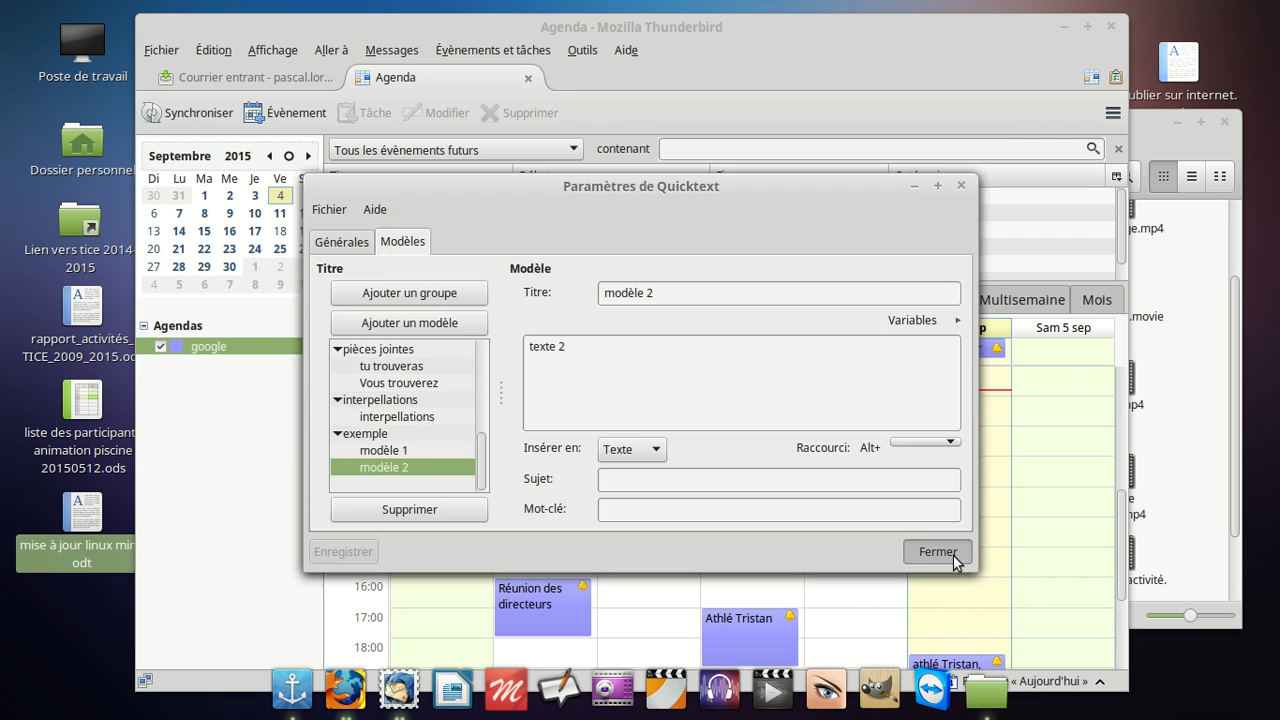 Agenda - Mozilla Thunderbird
Fichier Édition Affichage Aller à Messages Évènements et tâches Outils Aide
Courrier entrant - pascal.lor...
Agenda
Synchroniser Évènement Tâche Modifier Supprimer
Septembre 2015
Di Lu Ma Me Je Ve
30 31 1 2 3 4
6 7 8 9 10 11
13 14 15 16 17 18
20 21 22 23 24 25
27 28 29 30 1 2
4 5 6 7 8 9
Agendas
google
Tous les évènements futurs
contenant
Paramètres de Quicktext
Fichier Aide
Générales Modèles
Titre
Ajouter un groupe
Ajouter un modèle
pièces jointes
tu trouveras
Vous trouverez
interpellations
interpellations
exemple
modèle 1
modèle 2
Supprimer
Modèle
Titre: modèle 2
Variables
texte 2
Insérer en: Texte
Raccourci: Alt+
Sujet:
Mot-clé:
Enregistrer
Fermer
Multisemaine Mois
Sam 5 sep
16:00
17:00
18:00
Réunion des
directeurs
Athlé Tristan
athlé Tristan,
« Aujourd'hui »
Poste de travail
Dossier personnel
Lien vers tice 2014-
2015
rapport_activités_
TICE_2009_2015.od
liste des participant
animation piscine
20150512.ods
mise à jour linux min
odt
ublier sur internet.
ge.mp4
.movie
p4
e
mp4
activité.